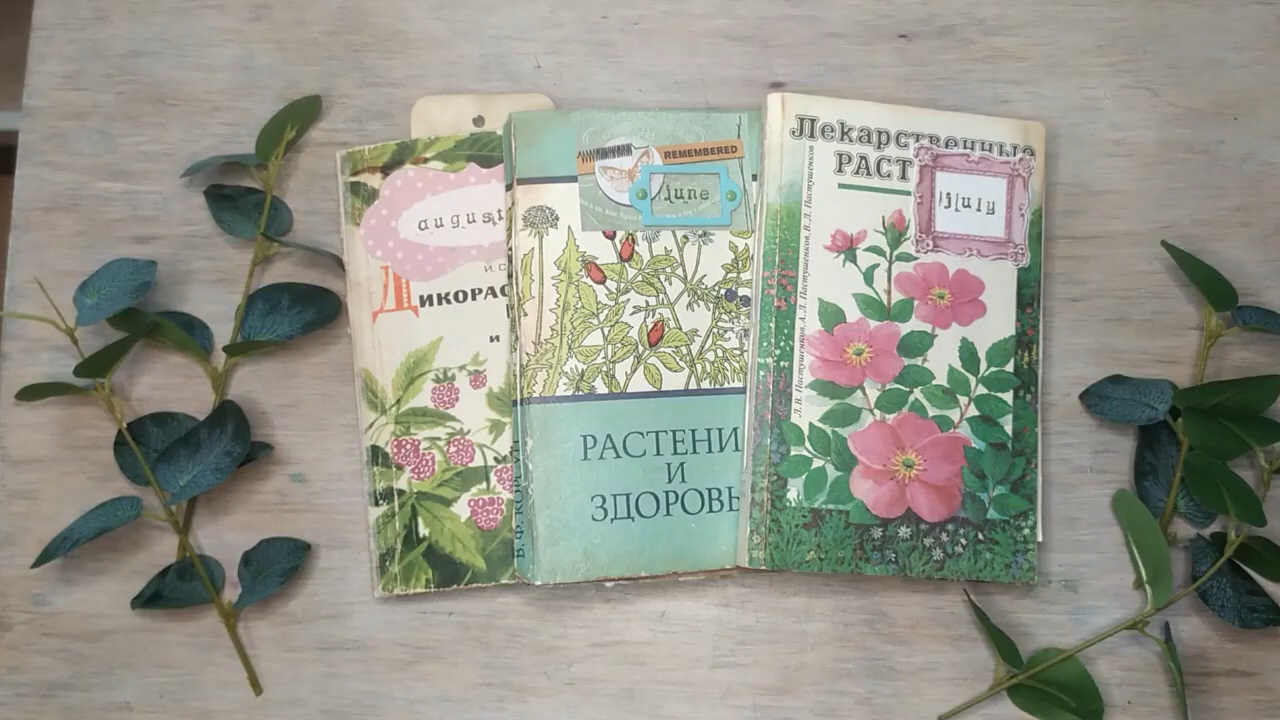 august
И. С
ДИКОРАС
и
REMEMBERED
june
РАСТЕНИ
И
ЗДОРОВЬ
Лекарственные
РАСТ
july
Л. В. Пастушенков, А. Л. Пастушенков, В. Л. Пастушенков